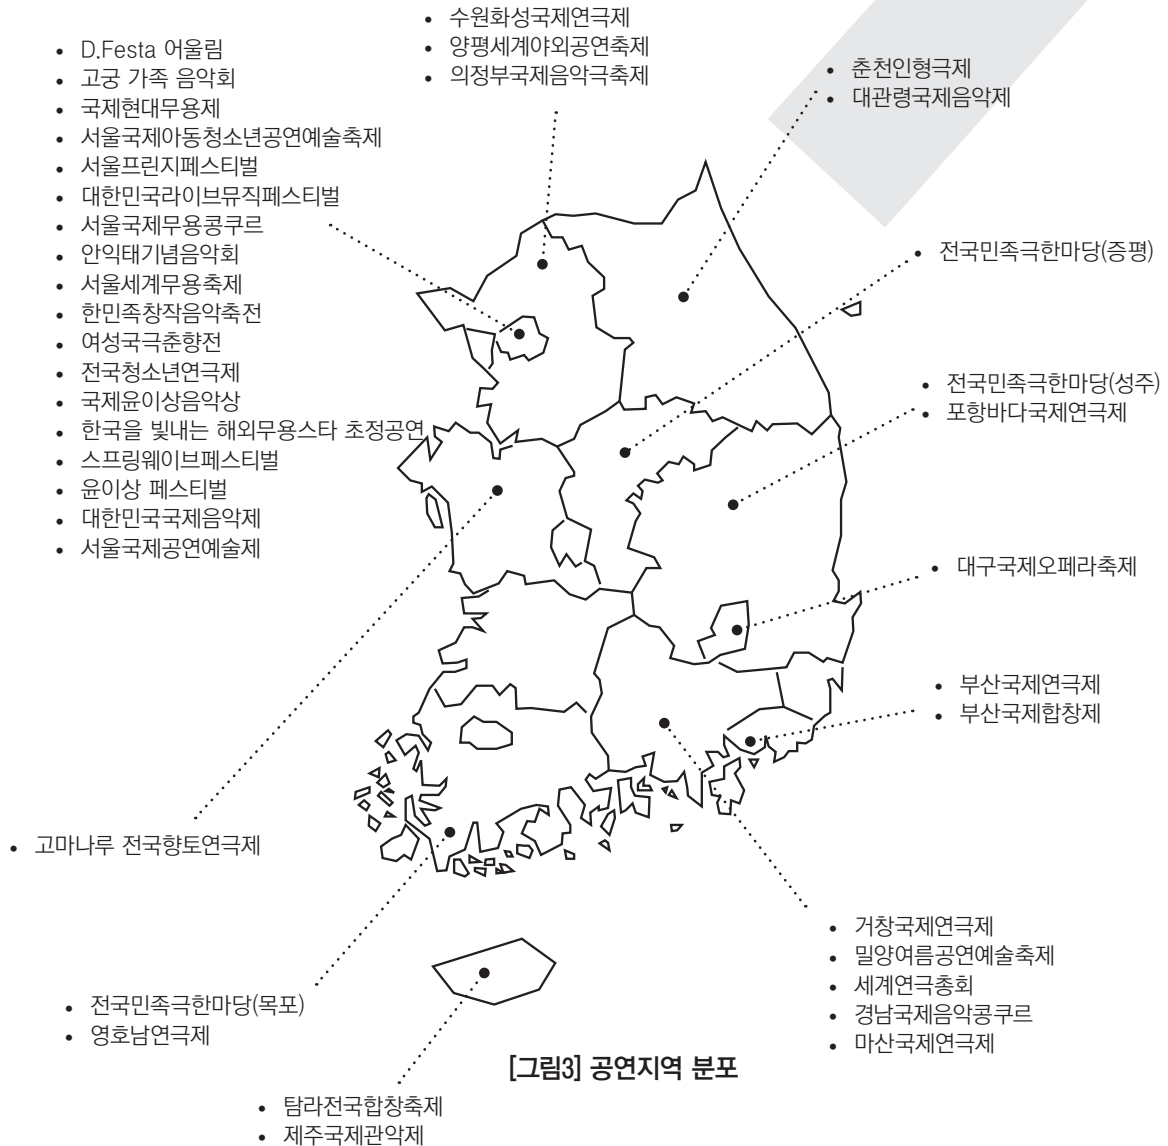 • 수원화성국제연극제
• 양평세계야외공연축제
• 의정부국제음악극축제
• D.Festa 어울림
• 고궁 가족 음악회
• 국제현대무용제
• 서울국제아동청소년공연예술축제
• 서울프린지페스티벌
• 대한민국라이브뮤직페스티벌
• 서울국제무용콩쿠르
• 안익태기념음악회
• 서울세계무용축제
• 한민족창작음악축전
• 여성국극춘향전
• 전국청소년연극제
• 국제윤이상음악상
• 한국을 빛내는 해외무용스타 초정공연
• 스프링웨이브페스티벌
• 윤이상 페스티벌
• 대한민국국제음악제
• 서울국제공연예술제
• 춘천인형극제
• 대관령국제음악제
• 전국민족극한마당(증평)
• 전국민족극한마당(성주)
• 포항바다국제연극제
• 대구국제오페라축제
• 부산국제연극제
• 부산국제합창제
• 고마나루 전국향토연극제
• 거창국제연극제
• 밀양여름공연예술축제
• 세계연극총회
• 경남국제음악콩쿠르
• 마산국제연극제
• 전국민족극한마당(목포)
• 영호남연극제
[그림3] 공연지역 분포
• 탐라전국합창축제
• 제주국제관악제